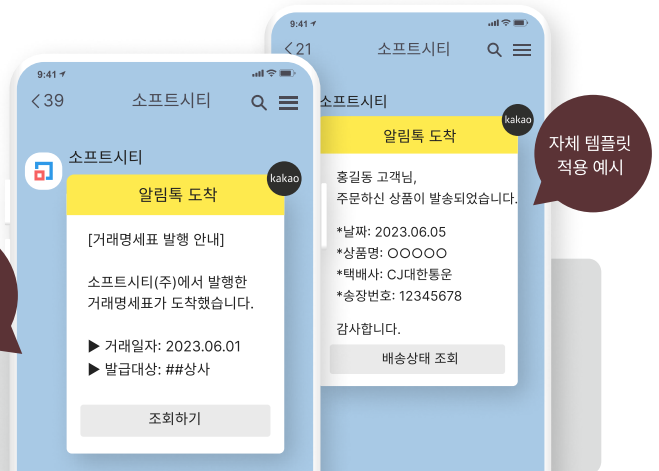 9:41
39
소프트시티
소프트시티
kakao
알림톡 도착
[거래명세표 발행 안내]
소프트시티(주)에서 발행한
거래명세표가 도착했습니다.
▶ 거래일자: 2023.06.01
▶ 발급대상: ##상사
조회하기
9:41
21
소프트시티
소프트시티
kakao
알림톡 도착
홍길동 고객님,
주문하신 상품이 발송되었습니다.
*날짜: 2023.06.05
*상품명: ○○○○○
*택배사: CJ대한통운
*송장번호: 12345678
감사합니다.
배송상태 조회
자체 템플릿
적용 예시